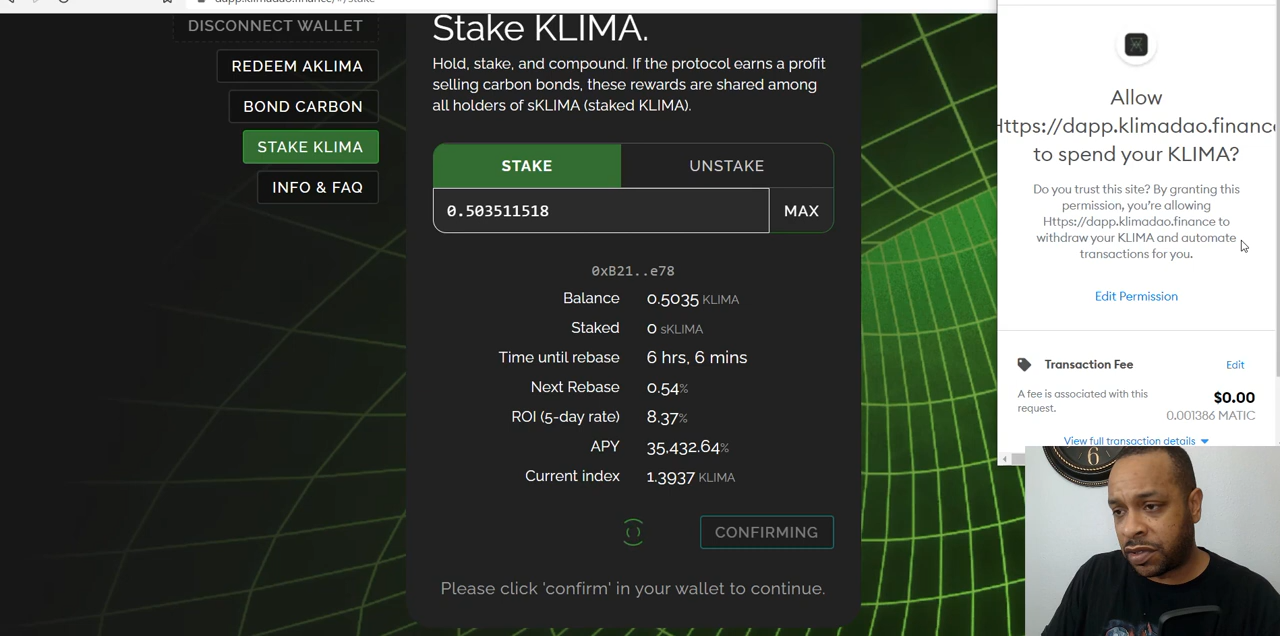 dapp.klimadao.finance/#/stake
DISCONNECT WALLET
REDEEM AKLIMA
BOND CARBON
STAKE KLIMA
INFO & FAQ
Stake KLIMA.
Hold, stake, and compound. If the protocol earns a profit
selling carbon bonds, these rewards are shared among
all holders of sKLIMA (staked KLIMA).
STAKE
UNSTAKE
0.503511518
MAX
0xB21..e78
Balance 0.5035 KLIMA
Staked 0 sKLIMA
Time until rebase 6 hrs, 6 mins
Next Rebase 0.54%
ROI (5-day rate) 8.37%
APY 35,432.64%
Current index 1.3937 KLIMA
CONFIRMING
Please click 'confirm' in your wallet to continue.
Allow
Https://dapp.klimadao.finance
to spend your KLIMA?
Do you trust this site? By granting this
permission, you're allowing
Https://dapp.klimadao.finance to
withdraw your KLIMA and automate
transactions for you.
Edit Permission
Transaction Fee
Edit
A fee is associated with this
request.
$0.00
0.001386 MATIC
View full transaction details
6